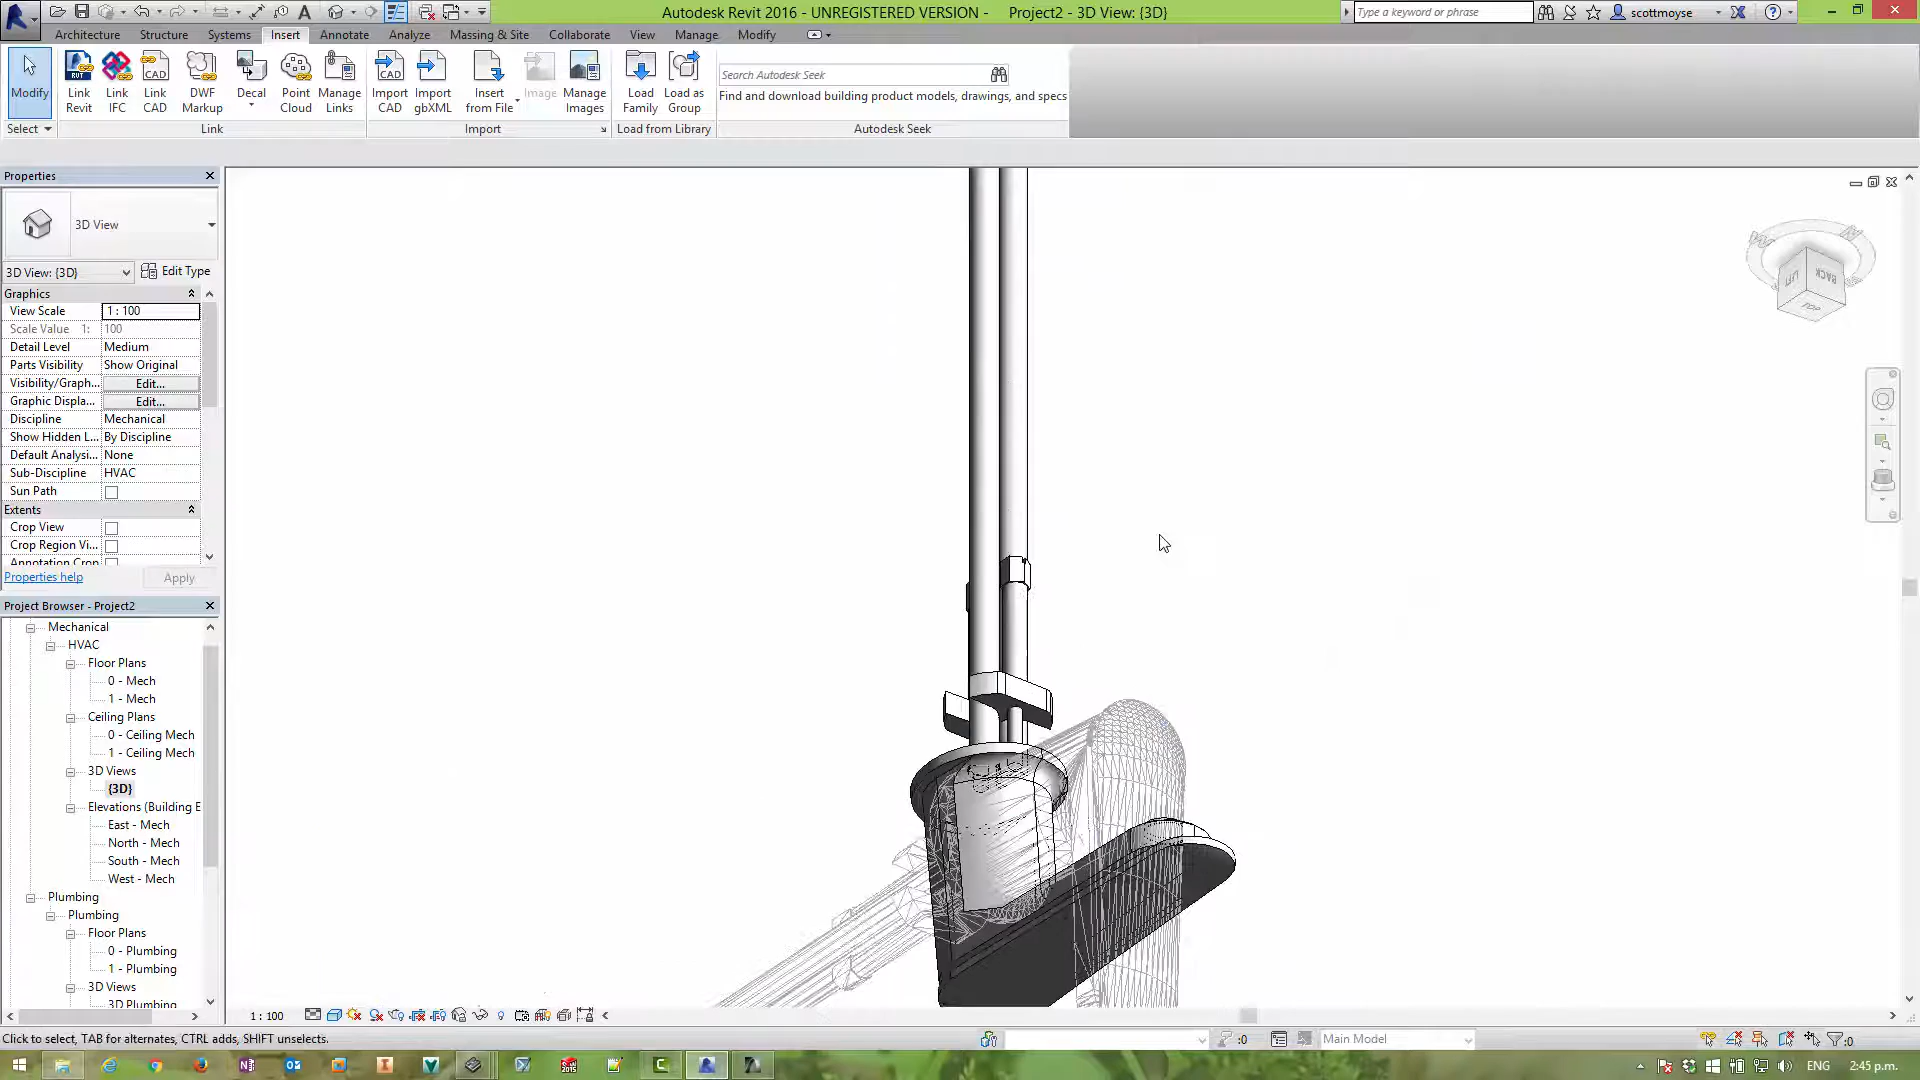 Autodesk Revit 2016 - UNREGISTERED VERSION - Project2 - 3D View: {3D}
Type a keyword or phrase
scottmoyse
Architecture Structure Systems Insert Annotate Analyze Massing & Site Collaborate View Manage Modify
Modify
Link Revit
Link IFC
Link CAD
DWF Markup
Decal
Point Cloud
Manage Links
Import CAD
Import gbXML
Insert from File
Image
Manage Images
Load Family
Load as Group
Search Autodesk Seek
Find and download building product models, drawings, and specs
Select
Link
Import
Load from Library
Autodesk Seek
Properties
3D View
3D View: {3D}
Edit Type
Graphics
View Scale 1 : 100
Scale Value 1: 100
Detail Level Medium
Parts Visibility Show Original
Visibility/Graph... Edit...
Graphic Displa... Edit...
Discipline Mechanical
Show Hidden L... By Discipline
Default Analysi... None
Sub-Discipline HVAC
Sun Path
Extents
Crop View
Crop Region Vi...
Annotation Crop
Properties help
Apply
Project Browser - Project2
Mechanical
HVAC
Floor Plans
0 - Mech
1 - Mech
Ceiling Plans
0 - Ceiling Mech
1 - Ceiling Mech
3D Views
{3D}
Elevations (Building E
East - Mech
North - Mech
South - Mech
West - Mech
Plumbing
Plumbing
Floor Plans
0 - Plumbing
1 - Plumbing
3D Views
3D Plumbing
W
N
LEFT
BACK
TOP
1 : 100
Click to select, TAB for alternates, CTRL adds, SHIFT unselects.
:0
Main Model
:0
ENG
2:45 p.m.